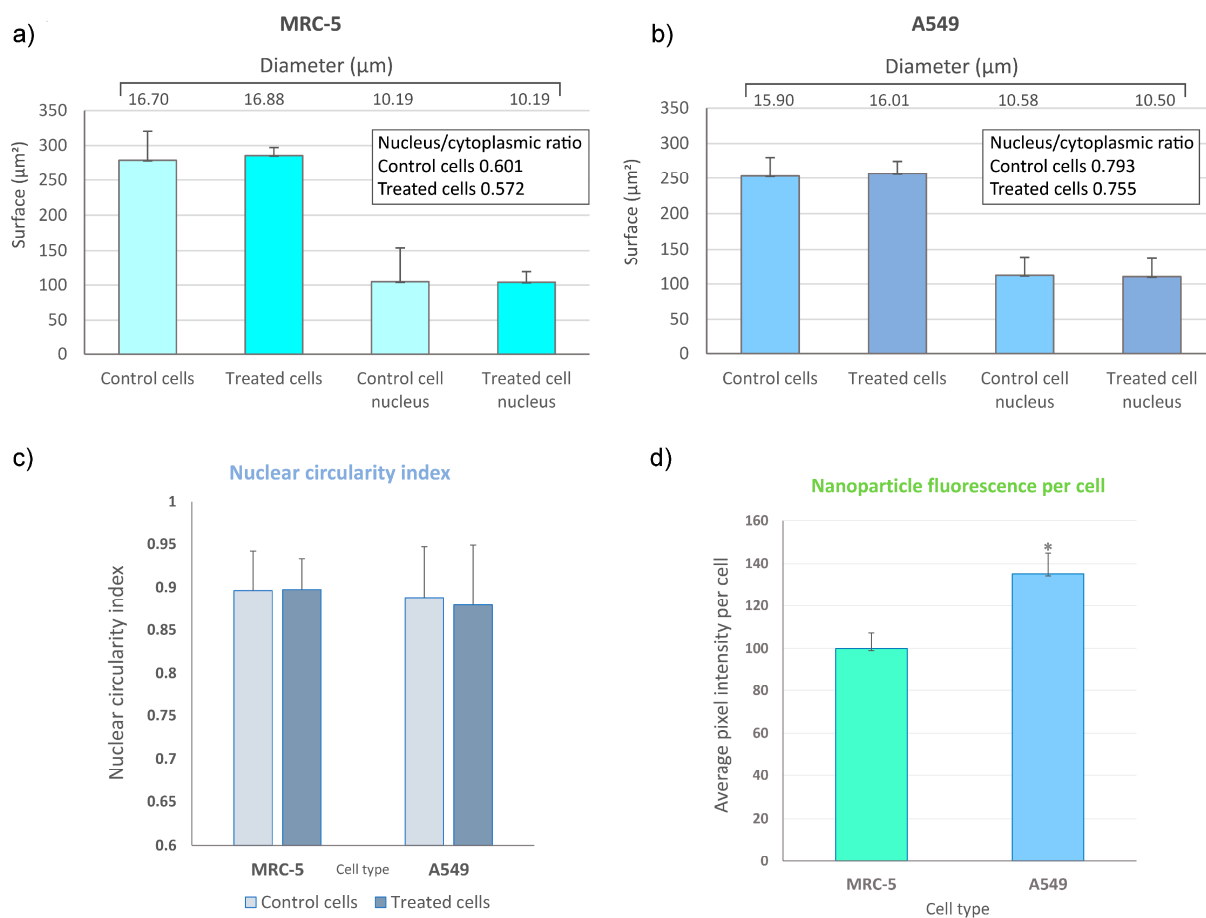 a)
MRC-5
Diameter (µm)
16.70 16.88 10.19 10.19
350
300
250
200
150
100
50
0
Surface (µm²)
Nucleus/cytoplasmic ratio
Control cells 0.601
Treated cells 0.572
Control cells
Treated cells
Control cell
nucleus
Treated cell
nucleus
b)
A549
Diameter (µm)
15.90 16.01 10.58 10.50
350
300
250
200
150
100
50
0
Surface (µm²)
Nucleus/cytoplasmic ratio
Control cells 0.793
Treated cells 0.755
Control cells
Treated cells
Control cell
nucleus
Treated cell
nucleus
c)
Nuclear circularity index
1
0.95
0.9
0.85
0.8
0.75
0.7
0.65
0.6
Nuclear circularity index
MRC-5 Cell type A549
Control cells Treated cells
d)
Nanoparticle fluorescence per cell
160
140
120
100
80
60
40
20
0
Average pixel intensity per cell
*
MRC-5 A549
Cell type